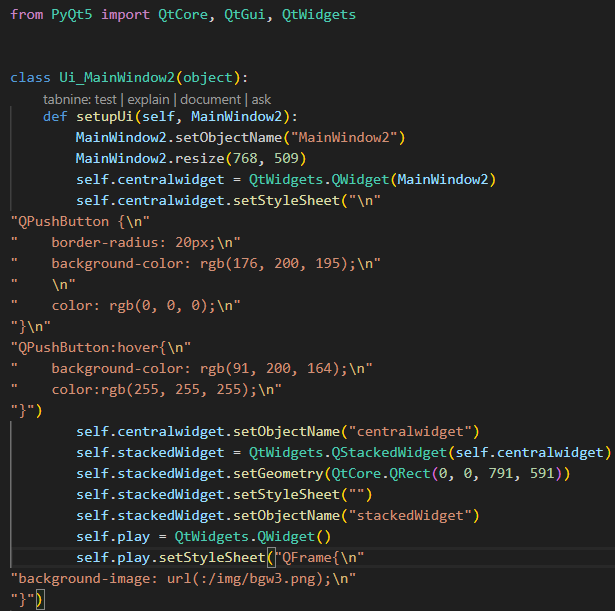 from PyQt5 import QtCore, QtGui, QtWidgets
class Ui_MainWindow2(object):
tabnine: test | explain | document | ask
def setupUi(self, MainWindow2):
MainWindow2.setObjectName("MainWindow2")
MainWindow2.resize(768, 509)
self.centralwidget = QtWidgets.QWidget(MainWindow2)
self.centralwidget.setStyleSheet("\n"
"QPushButton {\n"
"    border-radius: 20px;\n"
"    background-color: rgb(176, 200, 195);\n"
"    \n"
"    color: rgb(0, 0, 0);\n"
"}\n"
"QPushButton:hover{\n"
"    background-color: rgb(91, 200, 164);\n"
"    color:rgb(255, 255, 255);\n"
"}")
self.centralwidget.setObjectName("centralwidget")
self.stackedWidget = QtWidgets.QStackedWidget(self.centralwidget)
self.stackedWidget.setGeometry(QtCore.QRect(0, 0, 791, 591))
self.stackedWidget.setStyleSheet("")
self.stackedWidget.setObjectName("stackedWidget")
self.play = QtWidgets.QWidget()
self.play.setStyleSheet("QFrame{\n"
"background-image: url(:/img/bgw3.png);\n"
"}")